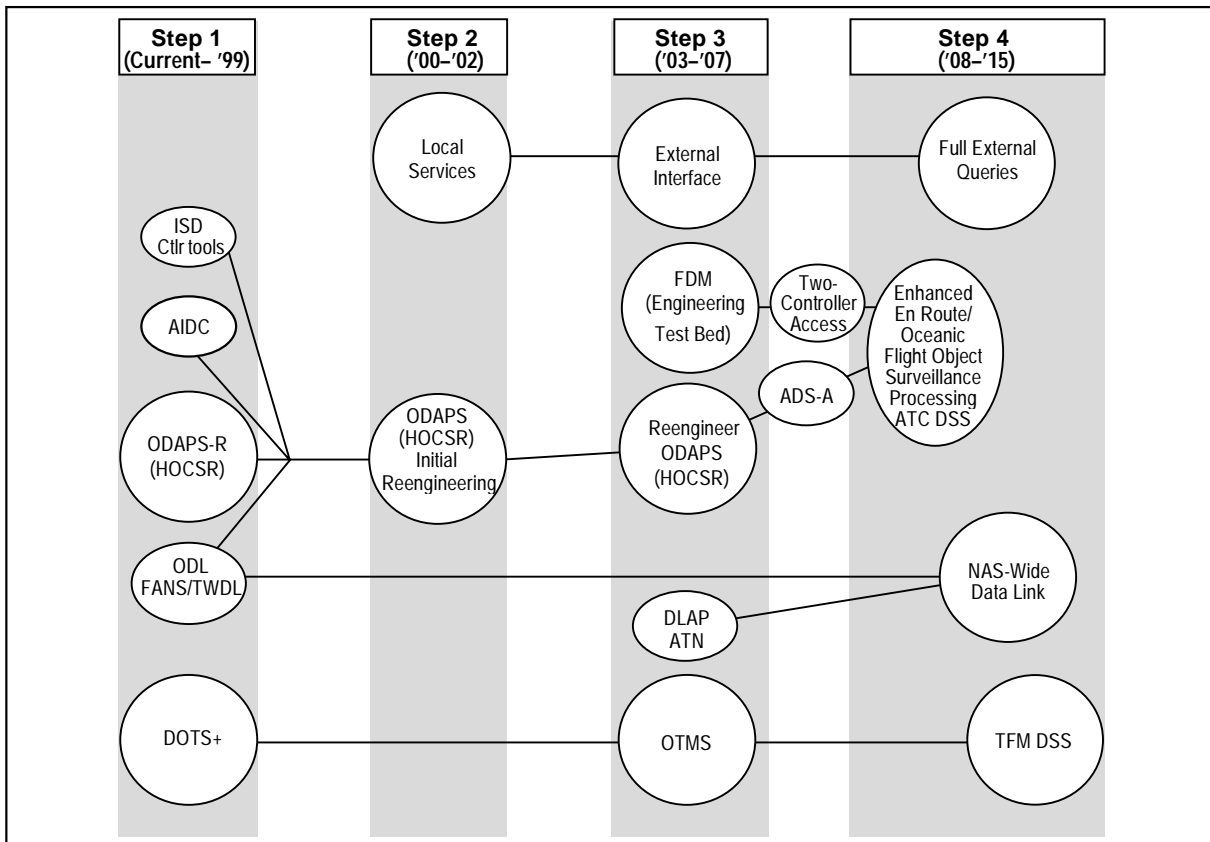 Step 1
(Current– ’99)
Step 2
(’00–’02)
Step 3
(’03–’07)
Step 4
(’08–’15)
Local
Services
External
Interface
Full External
Queries
ISD
Ctlr tools
AIDC
ODAPS-R
(HOCSR)
ODL
FANS/TWDL
ODAPS
(HOCSR)
Initial
Reengineering
FDM
(Engineering
Test Bed)
Two-
Controller
Access
Enhanced
En Route/
Oceanic
Flight Object
Surveillance
Processing
ATC DSS
ADS-A
Reengineer
ODAPS
(HOCSR)
NAS-Wide
Data Link
DLAP
ATN
DOTS+
OTMS
TFM DSS